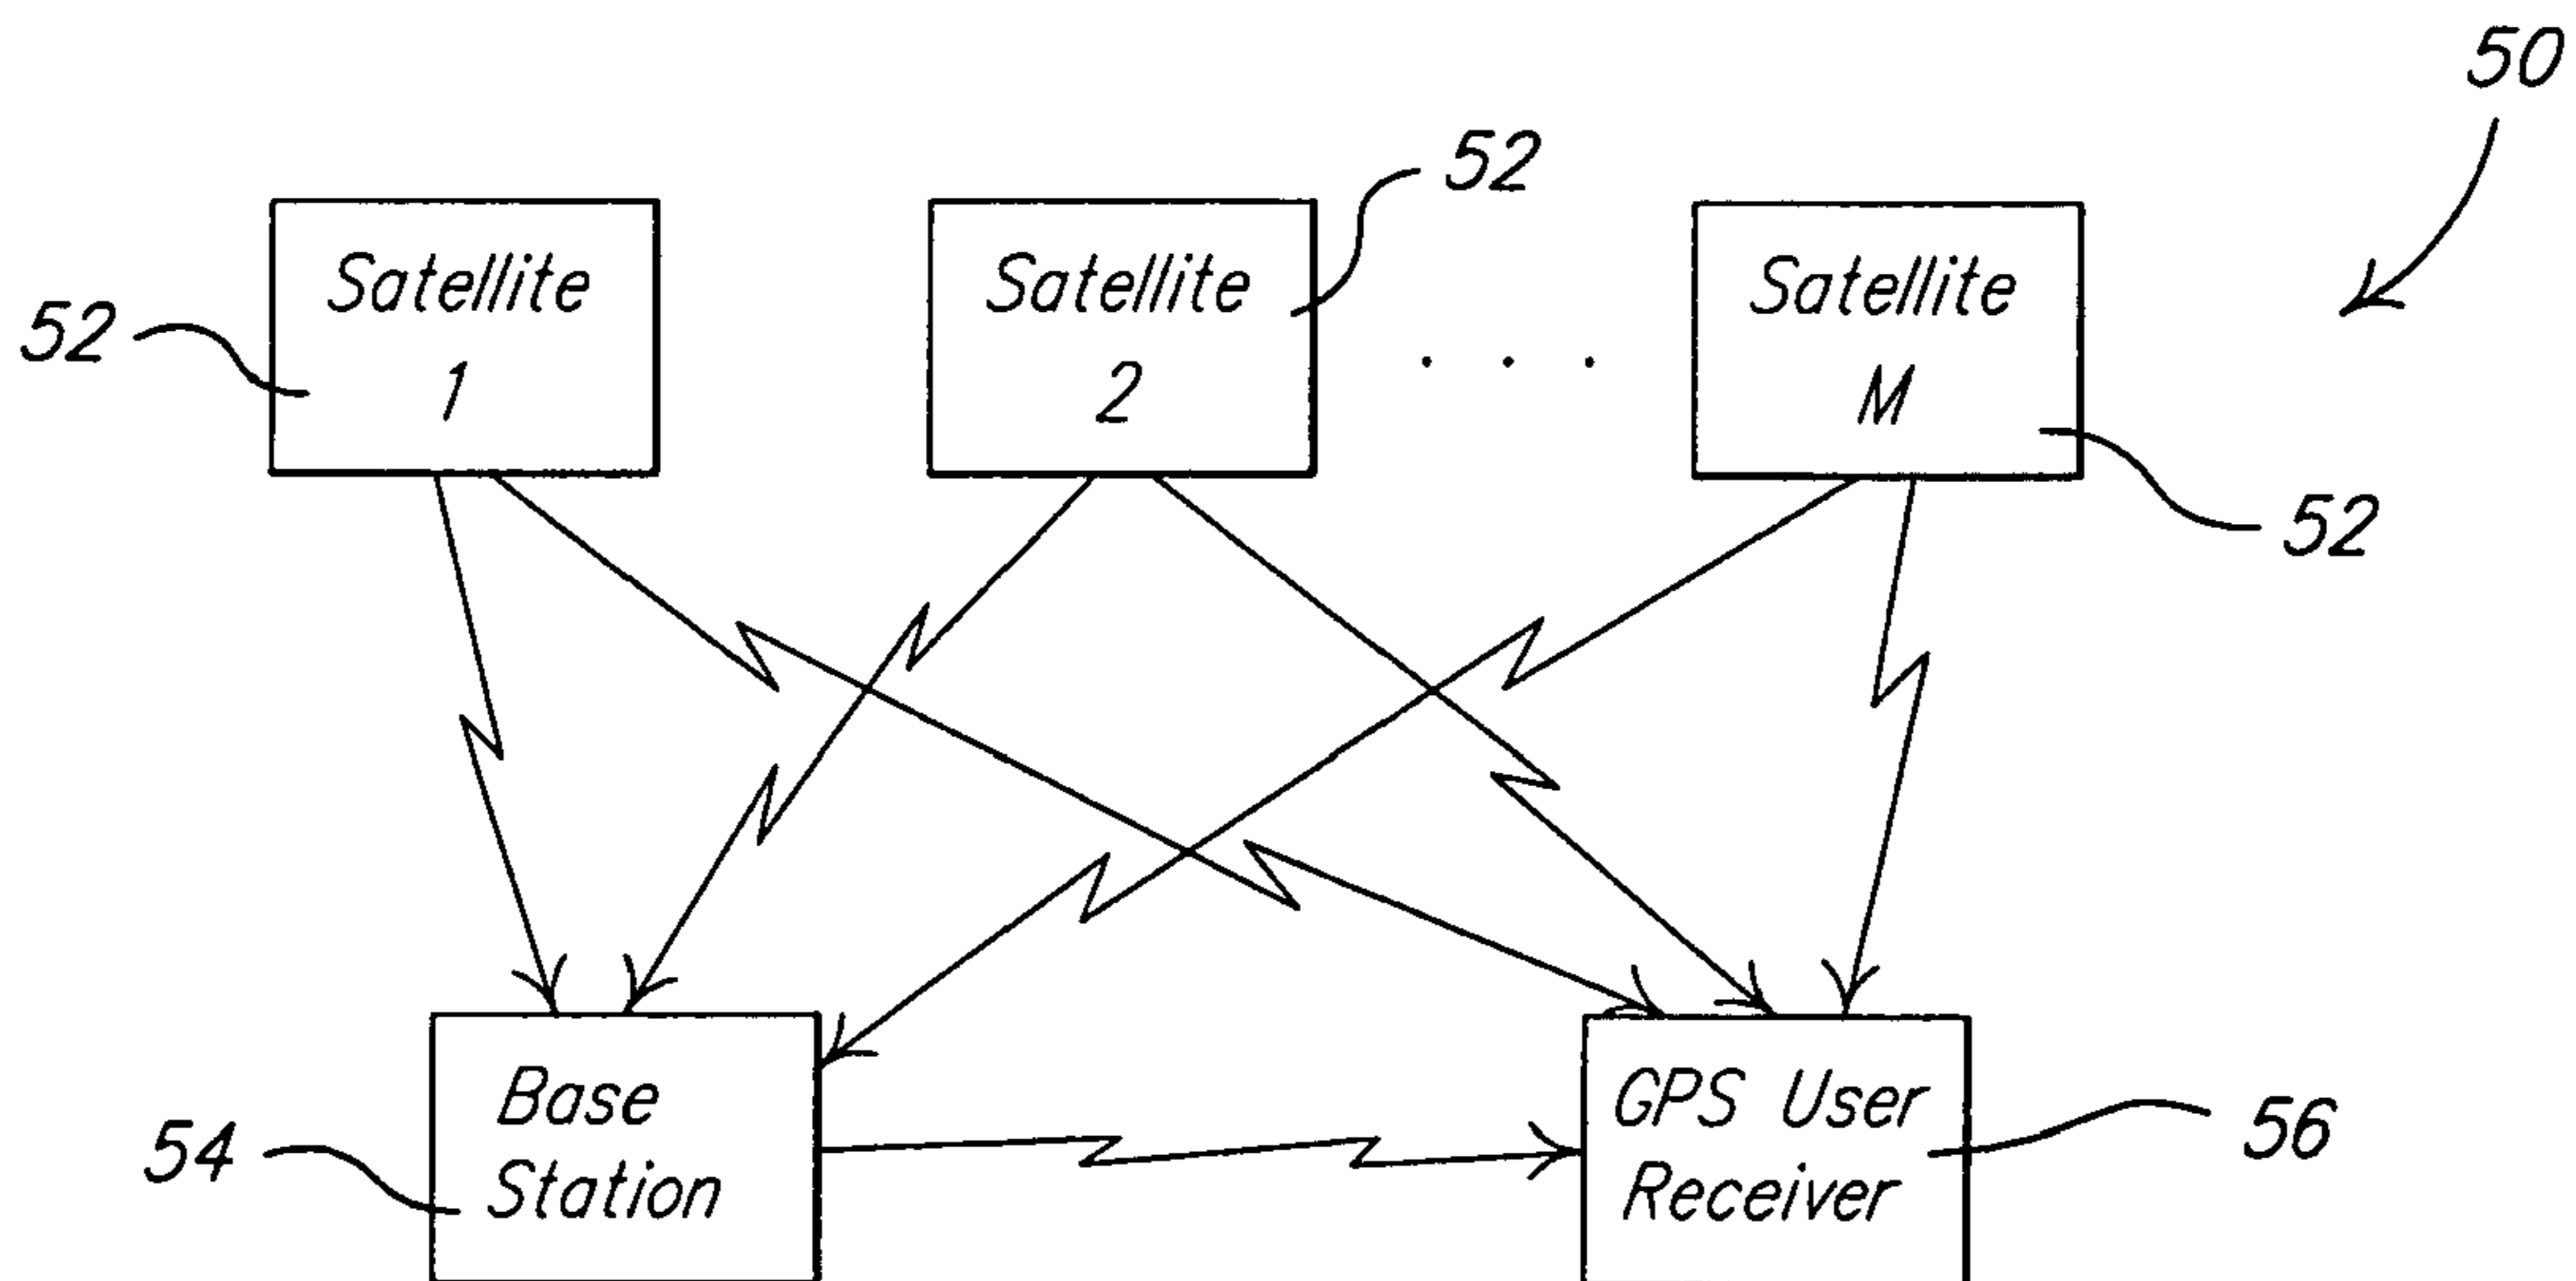 50
52
Satellite
1
52
Satellite
2
. . .
Satellite
M
52
54
Base
Station
GPS User
Receiver
56